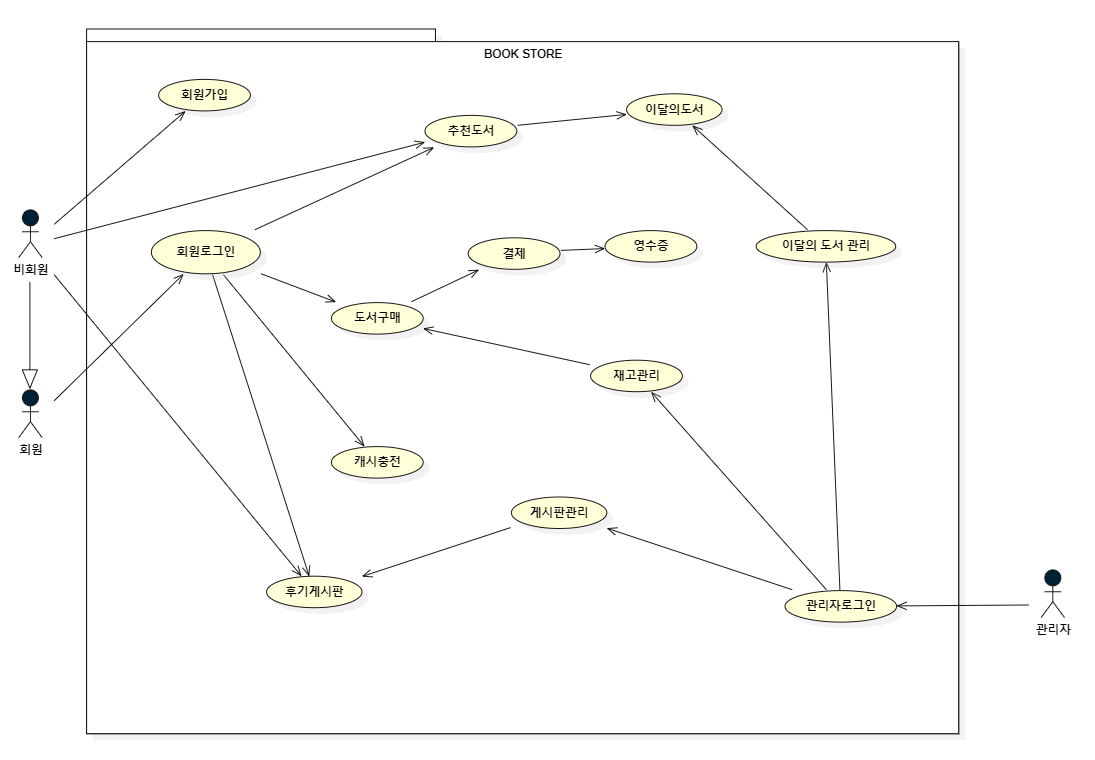 BOOK STORE
회원가입
이달의도서
추천도서
비회원
회원로그인
결제
영수증
이달의 도서 관리
도서구매
재고관리
회원
캐시충전
게시판관리
후기게시판
관리자로그인
관리자